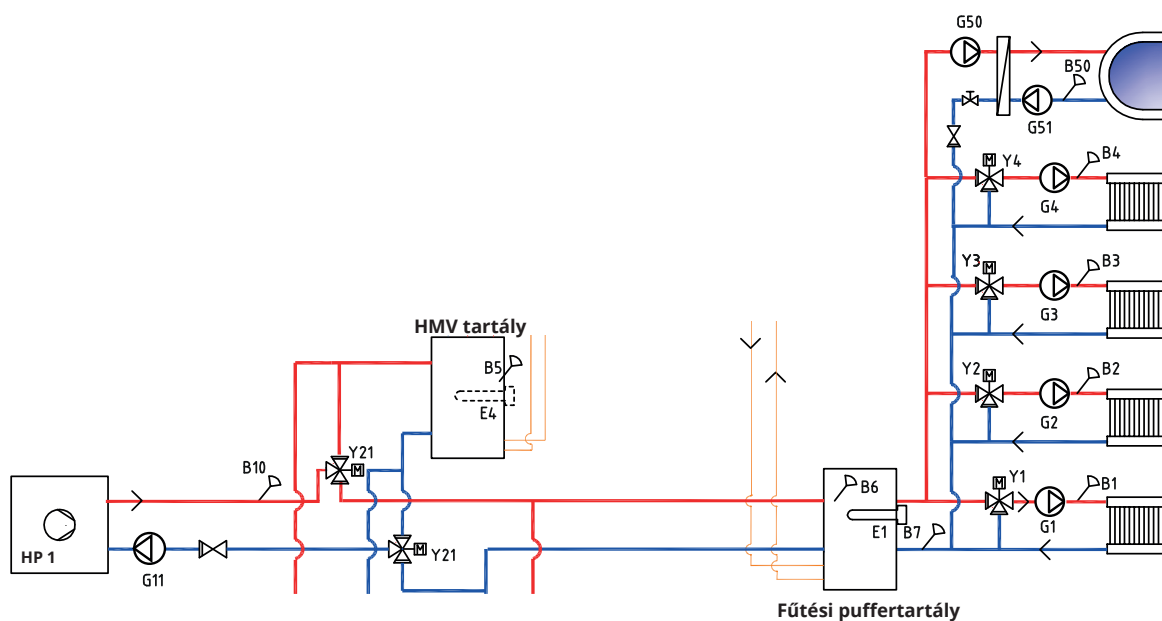 G50
B50
G51
B4
Y4
M
G4
B3
Y3
M
G3
HMV tartály
B5
E4
Y2
M
B2
G2
Y21
M
B10
B6
Y1
M
B1
E1
B7
G1
HP 1
G11
M
Y21
Fűtési puffertartály